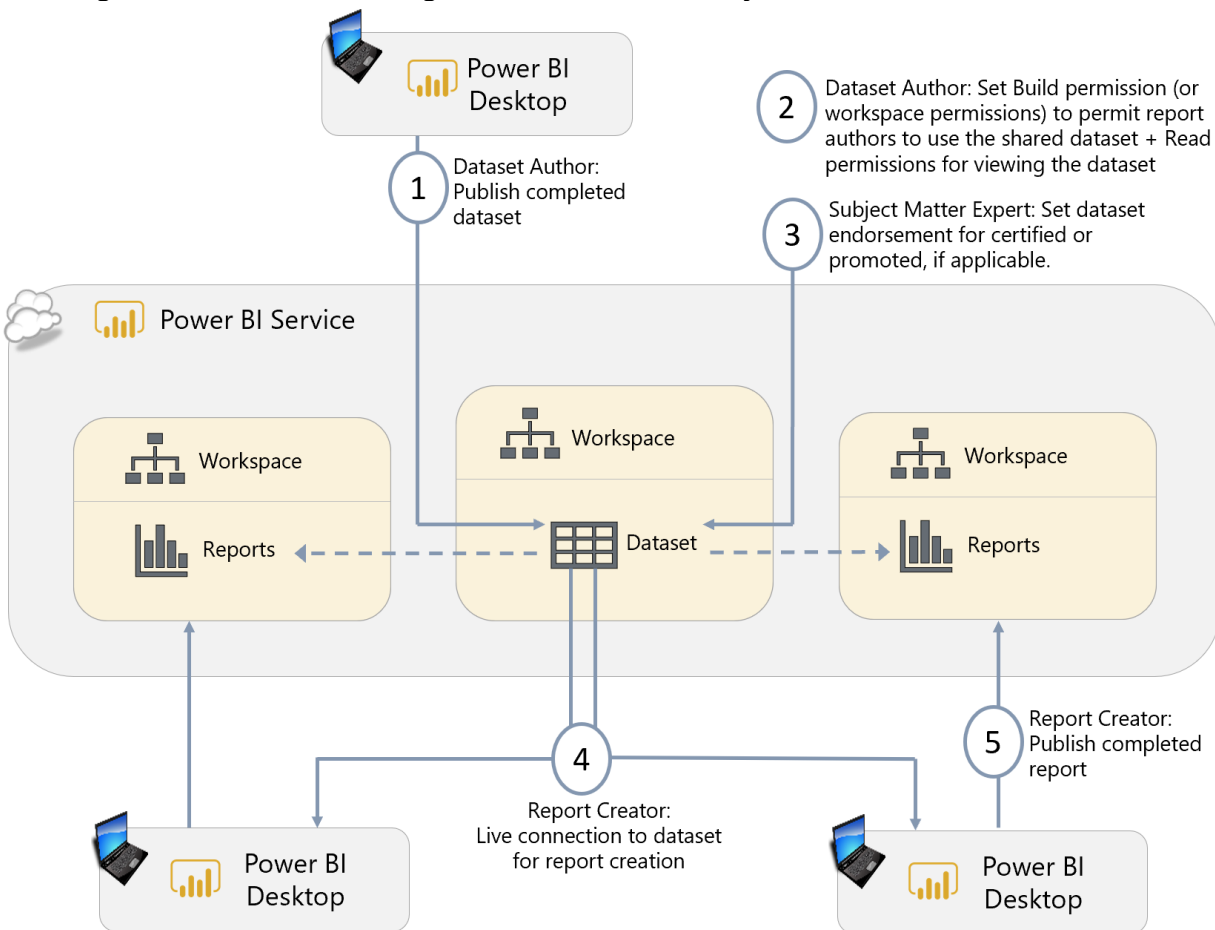 Power BI
Desktop
1
Dataset Author:
Publish completed
dataset
2
Dataset Author: Set Build permission (or
workspace permissions) to permit report
authors to use the shared dataset + Read
permissions for viewing the dataset
3
Subject Matter Expert: Set dataset
endorsement for certified or
promoted, if applicable.
Power BI Service
Workspace
Reports
Workspace
Dataset
Workspace
Reports
4
Report Creator:
Live connection to dataset
for report creation
5
Report Creator:
Publish completed
report
Power BI
Desktop
Power BI
Desktop